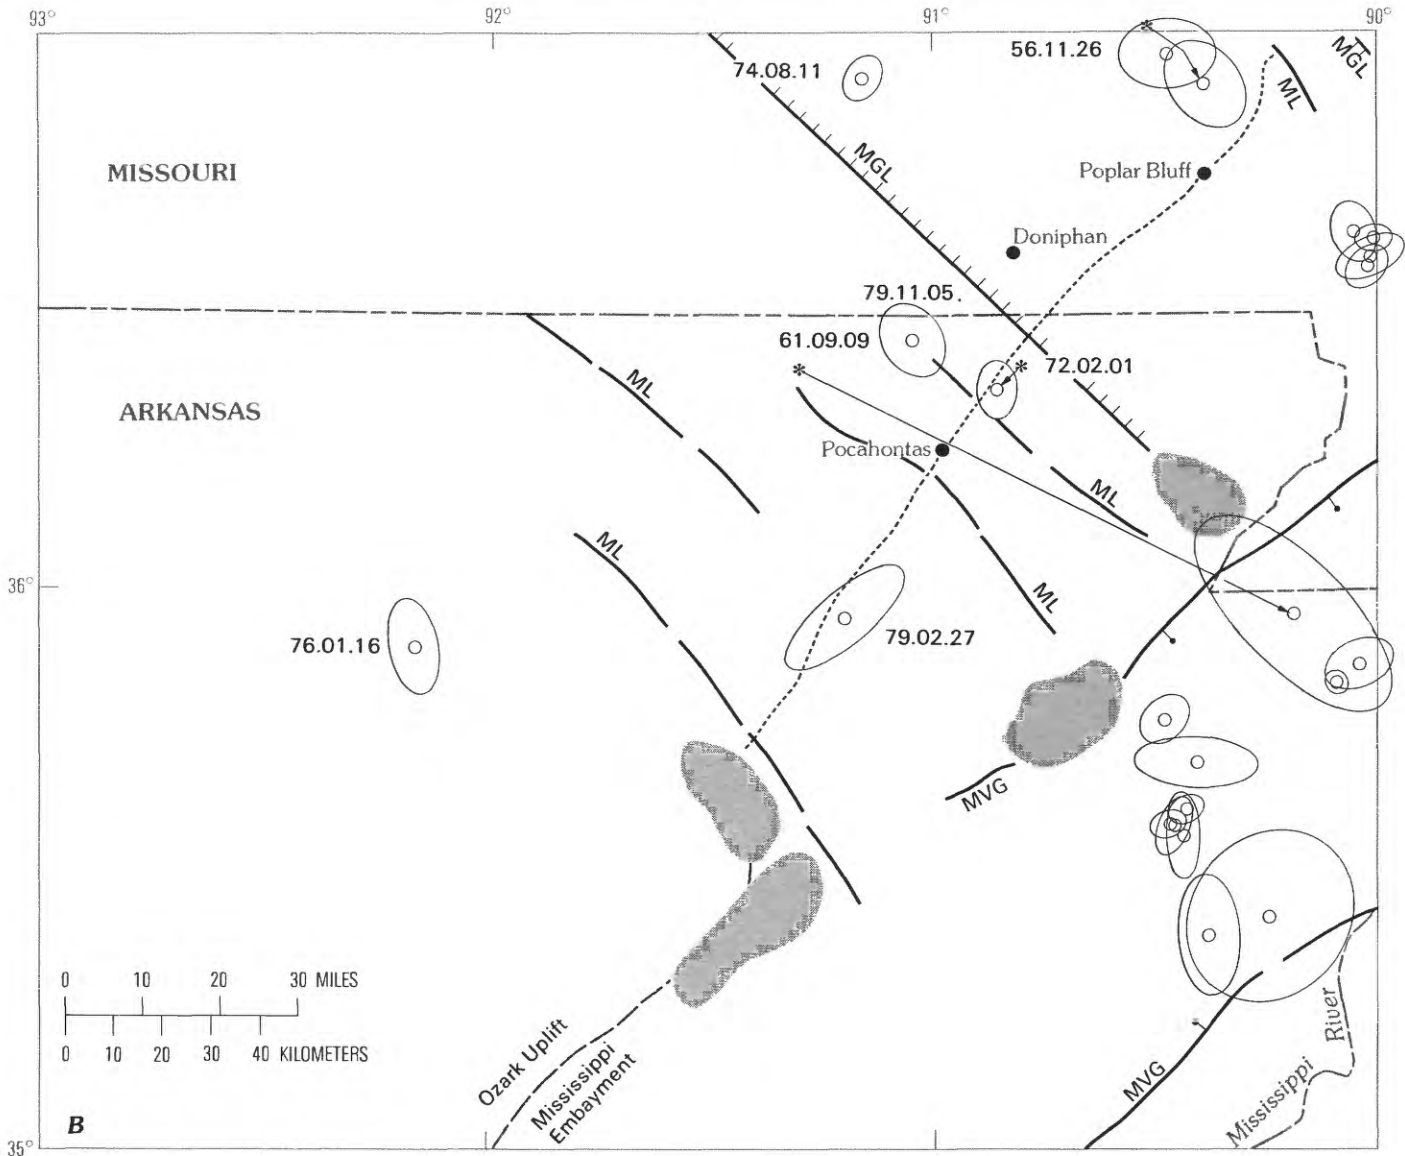 93°
92°
91°
90°
74.08.11
56.11.26
MGL
ML
MISSOURI
MGL
Poplar Bluff
Doniphan
79.11.05.
61.09.09
72.02.01
ML
ARKANSAS
Pocahontas
ML
ML
36°
ML
76.01.16
79.02.27
MVG
0 10 20 30 MILES
0 10 20 30 40 KILOMETERS
Ozark Uplift
Mississippi
Embayment
MVG
Mississippi River
B
35°